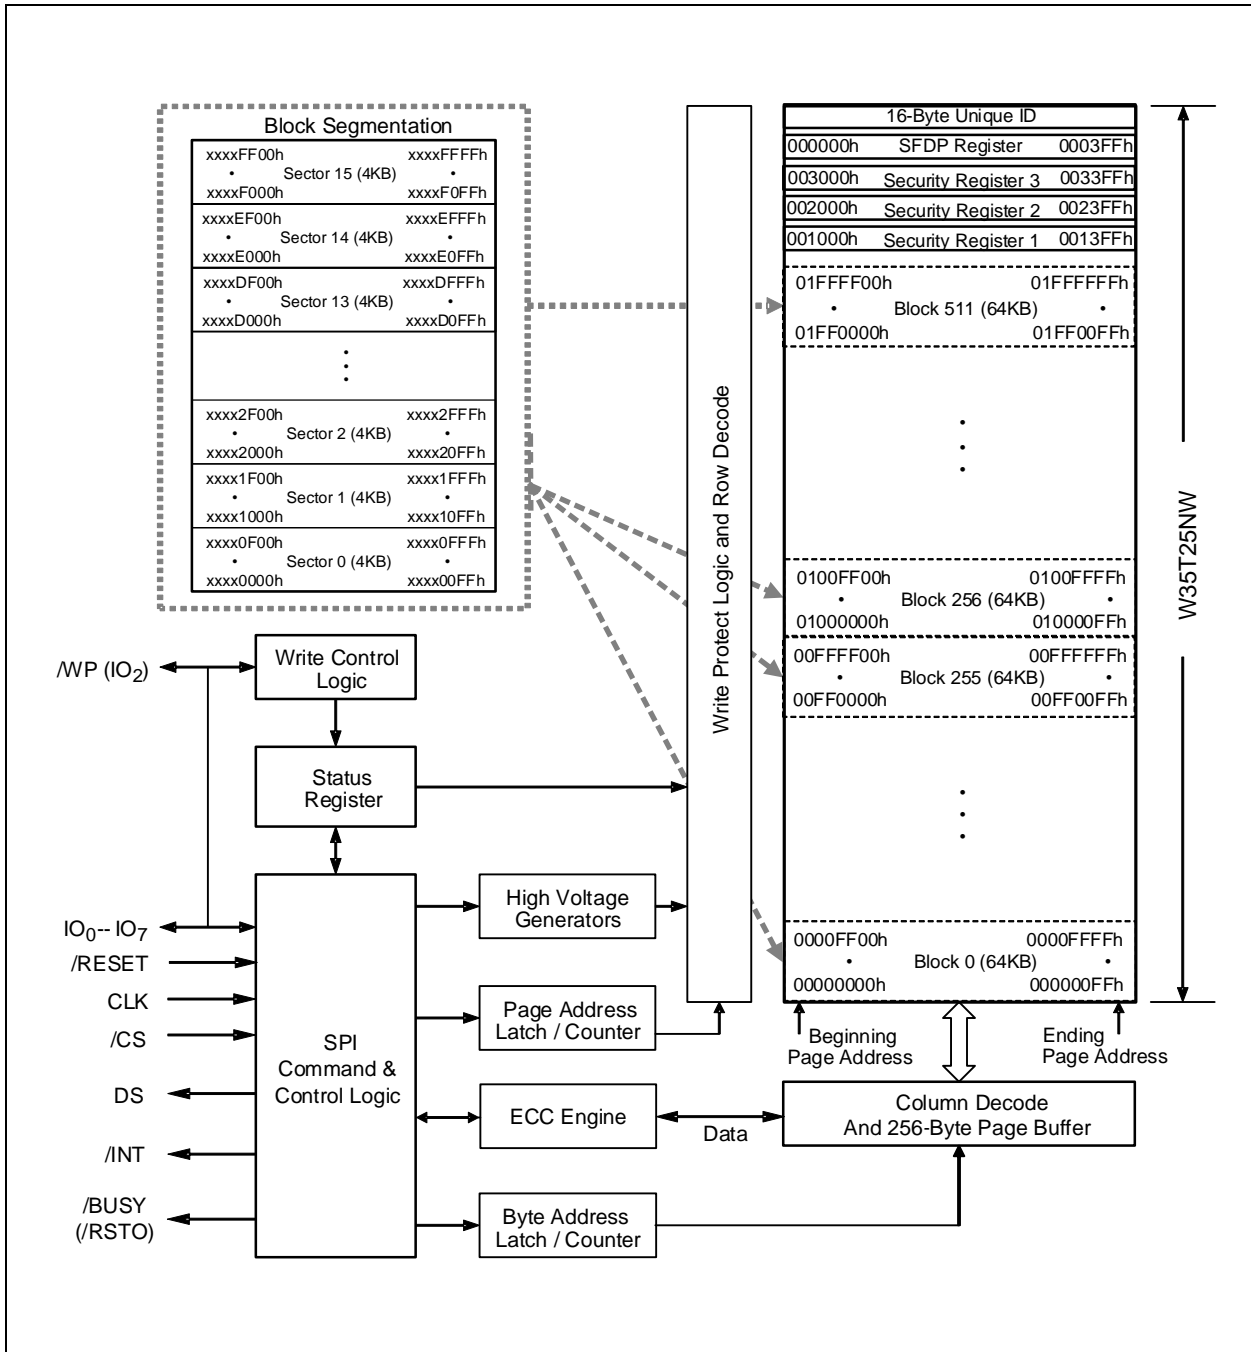 Block Segmentation
xxxxFF00h xxxxFFFFh
• Sector 15 (4KB) •
xxxxF000h xxxxF0FFh
xxxxEF00h xxxxEFFFh
• Sector 14 (4KB) •
xxxxE000h xxxxE0FFh
xxxxDF00h xxxxDFFFh
• Sector 13 (4KB) •
xxxxD000h xxxxD0FFh
xxxx2F00h xxxx2FFFh
• Sector 2 (4KB) •
xxxx2000h xxxx20FFh
xxxx1F00h xxxx1FFFh
• Sector 1 (4KB) •
xxxx1000h xxxx10FFh
xxxx0F00h xxxx0FFFh
• Sector 0 (4KB) •
xxxx0000h xxxx00FFh
Write Protect Logic and Row Decode
16-Byte Unique ID
000000h SFDP Register 0003FFh
003000h Security Register 3 0033FFh
002000h Security Register 2 0023FFh
001000h Security Register 1 0013FFh
01FFFF00h 01FFFFFFh
• Block 511 (64KB) •
01FF0000h 01FF00FFh
0100FF00h 0100FFFFh
• Block 256 (64KB) •
01000000h 010000FFh
00FFFF00h 00FFFFFFh
• Block 255 (64KB) •
00FF0000h 00FF00FFh
0000FF00h 0000FFFFh
• Block 0 (64KB) •
00000000h 000000FFh
W35T25NW
Beginning
Page Address
Ending
Page Address
/WP (IO2)
Write Control
Logic
Status
Register
IO0-- IO7
/RESET
CLK
/CS
DS
/INT
/BUSY
(/RSTO)
SPI
Command &
Control Logic
High Voltage
Generators
Page Address
Latch / Counter
ECC Engine
Data
Column Decode
And 256-Byte Page Buffer
Byte Address
Latch / Counter